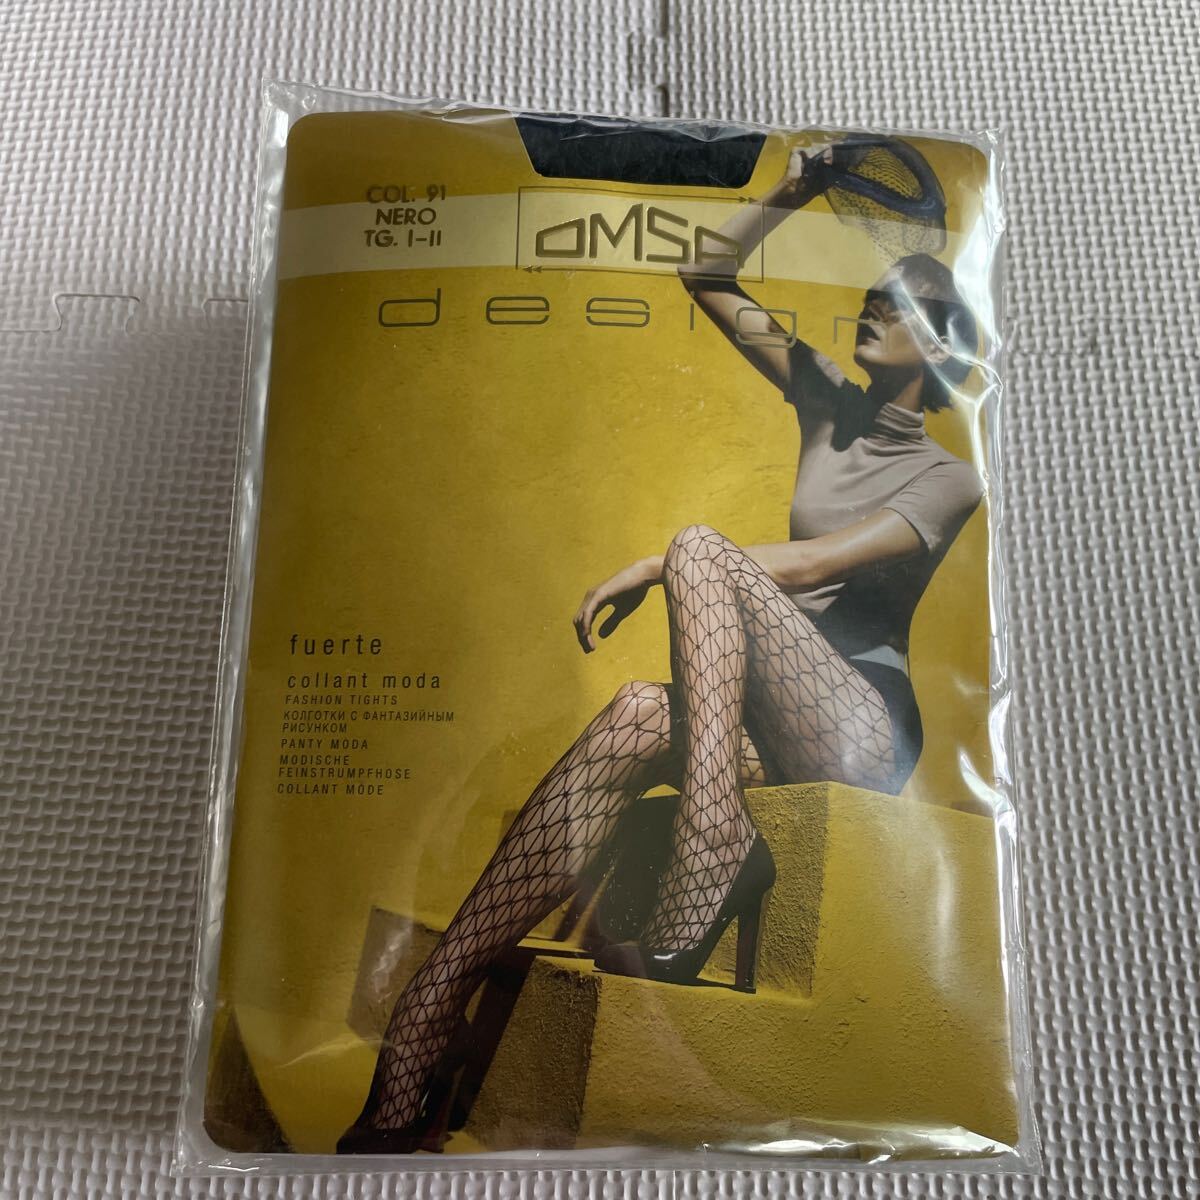 COL. 91
NERO
TG. I-II
OMSA
design
fuerte
collant moda
FASHION TIGHTS
КОЛГОТКИ С ФАНТАЗИЙНЫМ
РИСУНКОМ
PANTY MODA
MODISCHE
FEINSTRUMPFHOSE
COLLANT MODE